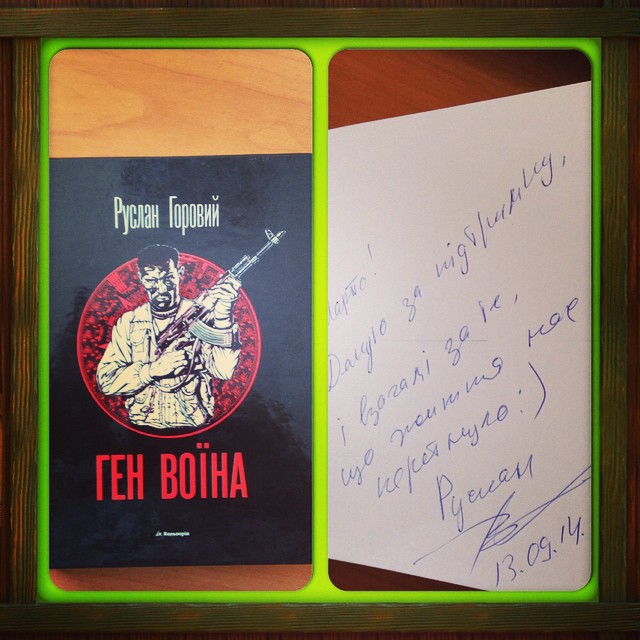 Руслан Горовий
ГЕН ВОЇНА
Марто!
Дякую за підтримку,
і взагалі за те,
що життя нас
перетнуло:)
Руслан
13.09.14.